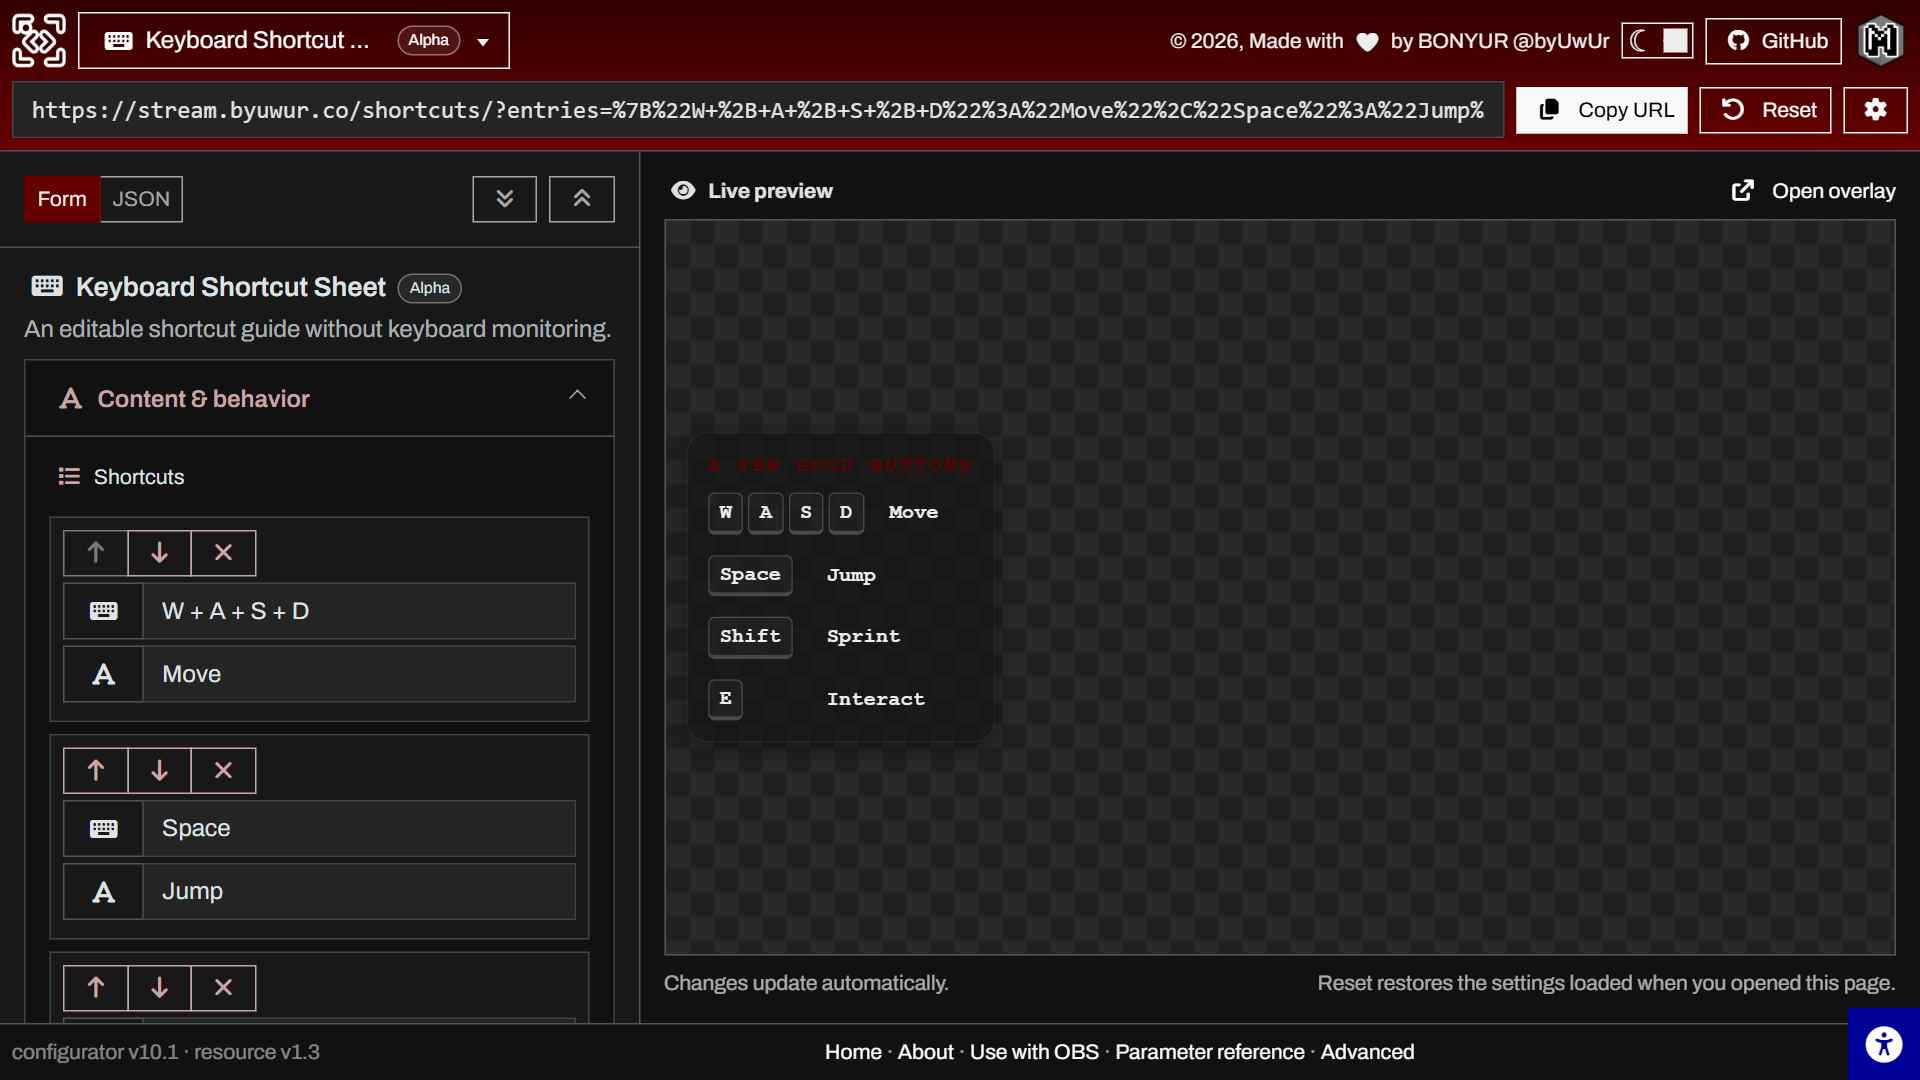 Keyboard Shortcut ... Alpha
© 2026, Made with by BONYUR @byUwUr
GitHub
https://stream.byuwur.co/shortcuts/?entries=%7B%22W+%2B+A+%2B+S+%2B+D%22%3A%22Move%22%2C%22Space%22%3A%22Jump%
Copy URL
Reset
Form
JSON
Live preview
Open overlay
Keyboard Shortcut Sheet Alpha
An editable shortcut guide without keyboard monitoring.
Content & behavior
Shortcuts
W + A + S + D
Move
Space
Jump
A FEW GOOD BUTTONS
W A S D Move
Space Jump
Shift Sprint
E Interact
Changes update automatically.
Reset restores the settings loaded when you opened this page.
configurator v10.1 · resource v1.3
Home · About · Use with OBS · Parameter reference · Advanced